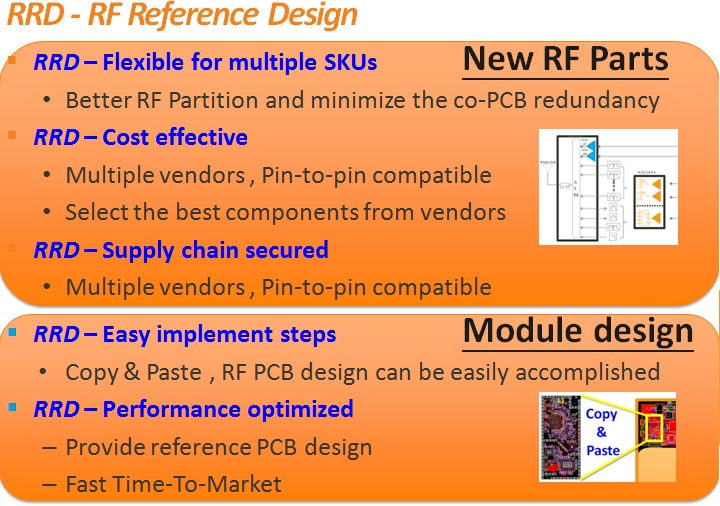 RRD - RF Reference Design
RRD – Flexible for multiple SKUs
New RF Parts
• Better RF Partition and minimize the co-PCB redundancy
RRD – Cost effective
• Multiple vendors , Pin-to-pin compatible
• Select the best components from vendors
RRD – Supply chain secured
• Multiple vendors , Pin-to-pin compatible
RRD – Easy implement steps
Module design
• Copy & Paste , RF PCB design can be easily accomplished
RRD – Performance optimized
– Provide reference PCB design
– Fast Time-To-Market
Copy
&
Paste